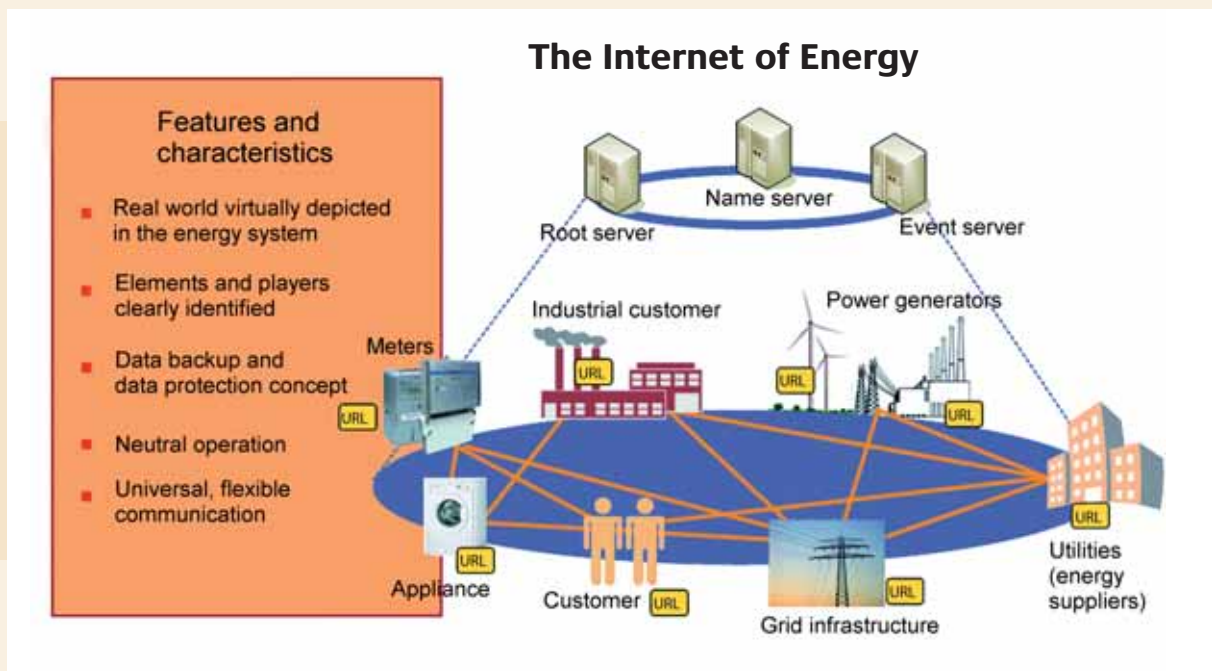 The Internet of Energy
Features and
characteristics
Real world virtually depicted
in the energy system
Elements and players
clearly identified
Data backup and
data protection concept
Neutral operation
Universal, flexible
communication
Name server
Root server
Event server
Industrial customer
Power generators
Meters
URL
URL
URL
URL
URL
URL
URL
URL
Appliance
Customer
Grid infrastructure
Utilities
(energy
suppliers)